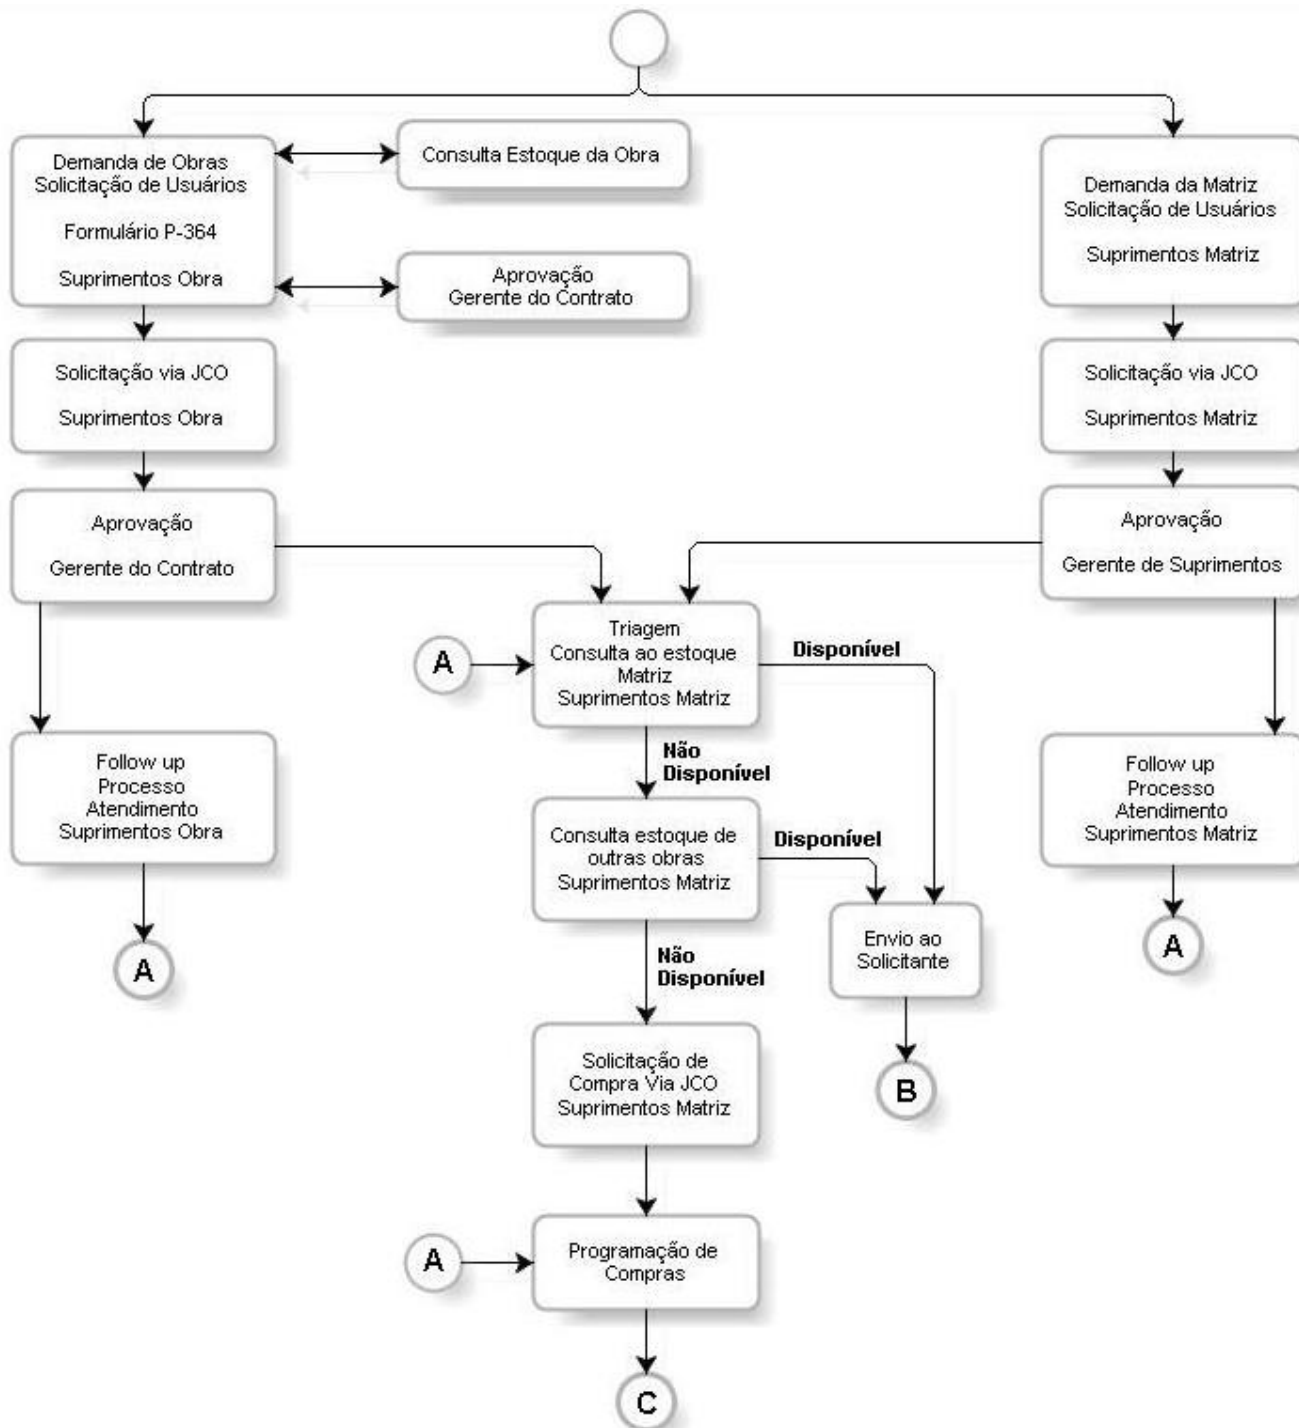 Demanda de Obras
Solicitação de Usuários
Formulário P-364
Suprimentos Obra
Consulta Estoque da Obra
Aprovação
Gerente do Contrato
Demanda da Matriz
Solicitação de Usuários
Suprimentos Matriz
Solicitação via JCO
Suprimentos Obra
Solicitação via JCO
Suprimentos Matriz
Aprovação
Gerente do Contrato
Aprovação
Gerente de Suprimentos
A
Triagem
Consulta ao estoque
Matriz
Suprimentos Matriz
Disponível
Não
Disponível
Follow up
Processo
Atendimento
Suprimentos Obra
Consulta estoque de
outras obras
Suprimentos Matriz
Disponível
Follow up
Processo
Atendimento
Suprimentos Matriz
A
Não
Disponível
Envio ao
Solicitante
A
Solicitação de
Compra Via JCO
Suprimentos Matriz
B
A
Programação de
Compras
C